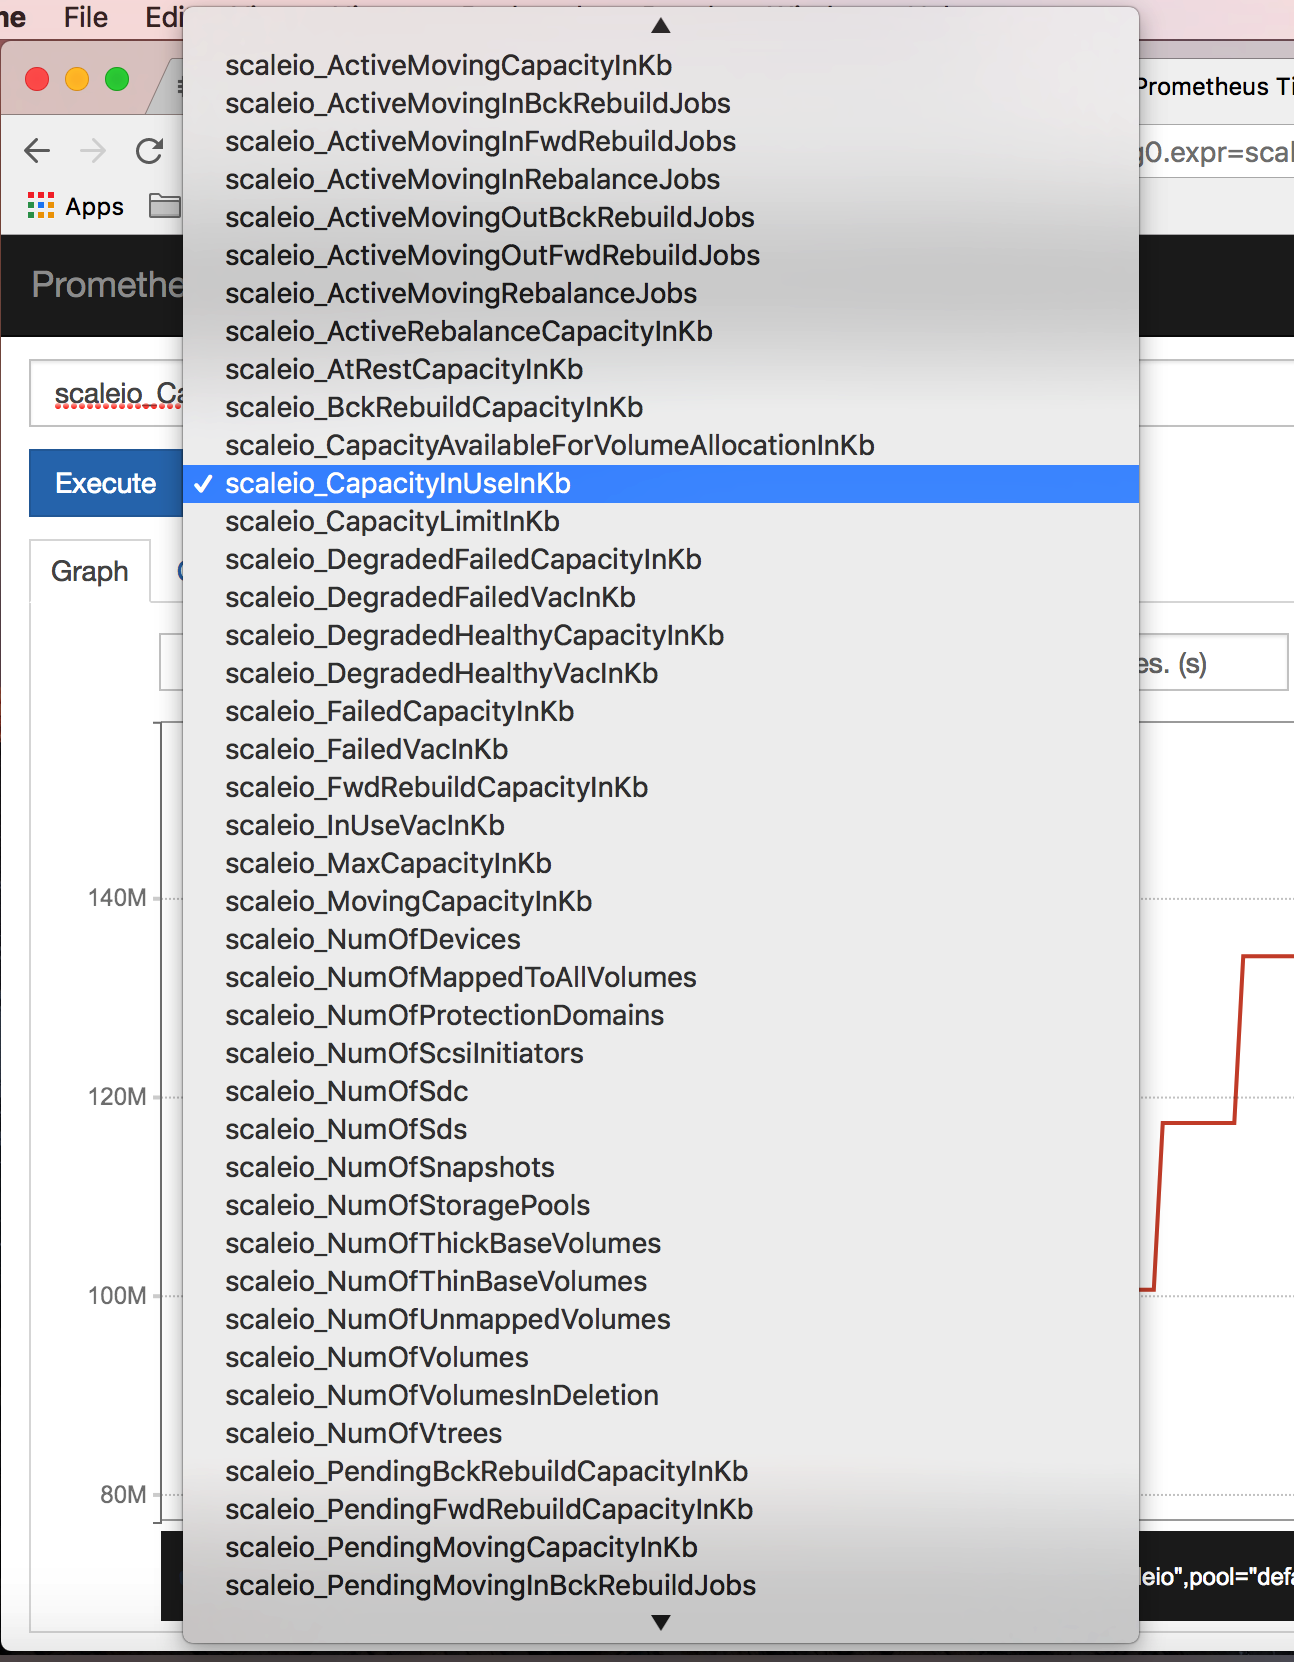 File
Prometheus Ti
g0.expr=scal
Apps
scaleio_ActiveMovingCapacityInKb
scaleio_ActiveMovingInBckRebuildJobs
scaleio_ActiveMovingInFwdRebuildJobs
scaleio_ActiveMovingInRebalanceJobs
scaleio_ActiveMovingOutBckRebuildJobs
scaleio_ActiveMovingOutFwdRebuildJobs
scaleio_ActiveMovingRebalanceJobs
scaleio_ActiveRebalanceCapacityInKb
scaleio_AtRestCapacityInKb
scaleio_BckRebuildCapacityInKb
scaleio_CapacityAvailableForVolumeAllocationInKb
✓ scaleio_CapacityInUseInKb
scaleio_CapacityLimitInKb
scaleio_DegradedFailedCapacityInKb
scaleio_DegradedFailedVacInKb
scaleio_DegradedHealthyCapacityInKb
scaleio_DegradedHealthyVacInKb
scaleio_FailedCapacityInKb
scaleio_FailedVacInKb
scaleio_FwdRebuildCapacityInKb
scaleio_InUseVacInKb
scaleio_MaxCapacityInKb
scaleio_MovingCapacityInKb
scaleio_NumOfDevices
scaleio_NumOfMappedToAllVolumes
scaleio_NumOfProtectionDomains
scaleio_NumOfScsiInitiators
scaleio_NumOfSdc
scaleio_NumOfSds
scaleio_NumOfSnapshots
scaleio_NumOfStoragePools
scaleio_NumOfThickBaseVolumes
scaleio_NumOfThinBaseVolumes
scaleio_NumOfUnmappedVolumes
scaleio_NumOfVolumes
scaleio_NumOfVolumesInDeletion
scaleio_NumOfVtrees
scaleio_PendingBckRebuildCapacityInKb
scaleio_PendingFwdRebuildCapacityInKb
scaleio_PendingMovingCapacityInKb
scaleio_PendingMovingInBckRebuildJobs
Promethe
scaleio_Ca
Execute
Graph
es. (s)
140M
120M
100M
80M
leio",pool="defa